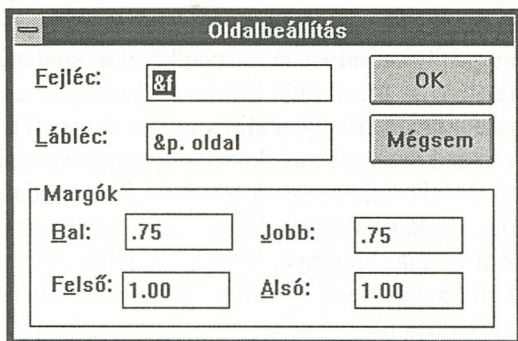 Oldalbeállítás
Fejléc: &f OK
Lábléc: &p. oldal Mégsem
Margók
Bal: .75 Jobb: .75
Felső: 1.00 Alsó: 1.00